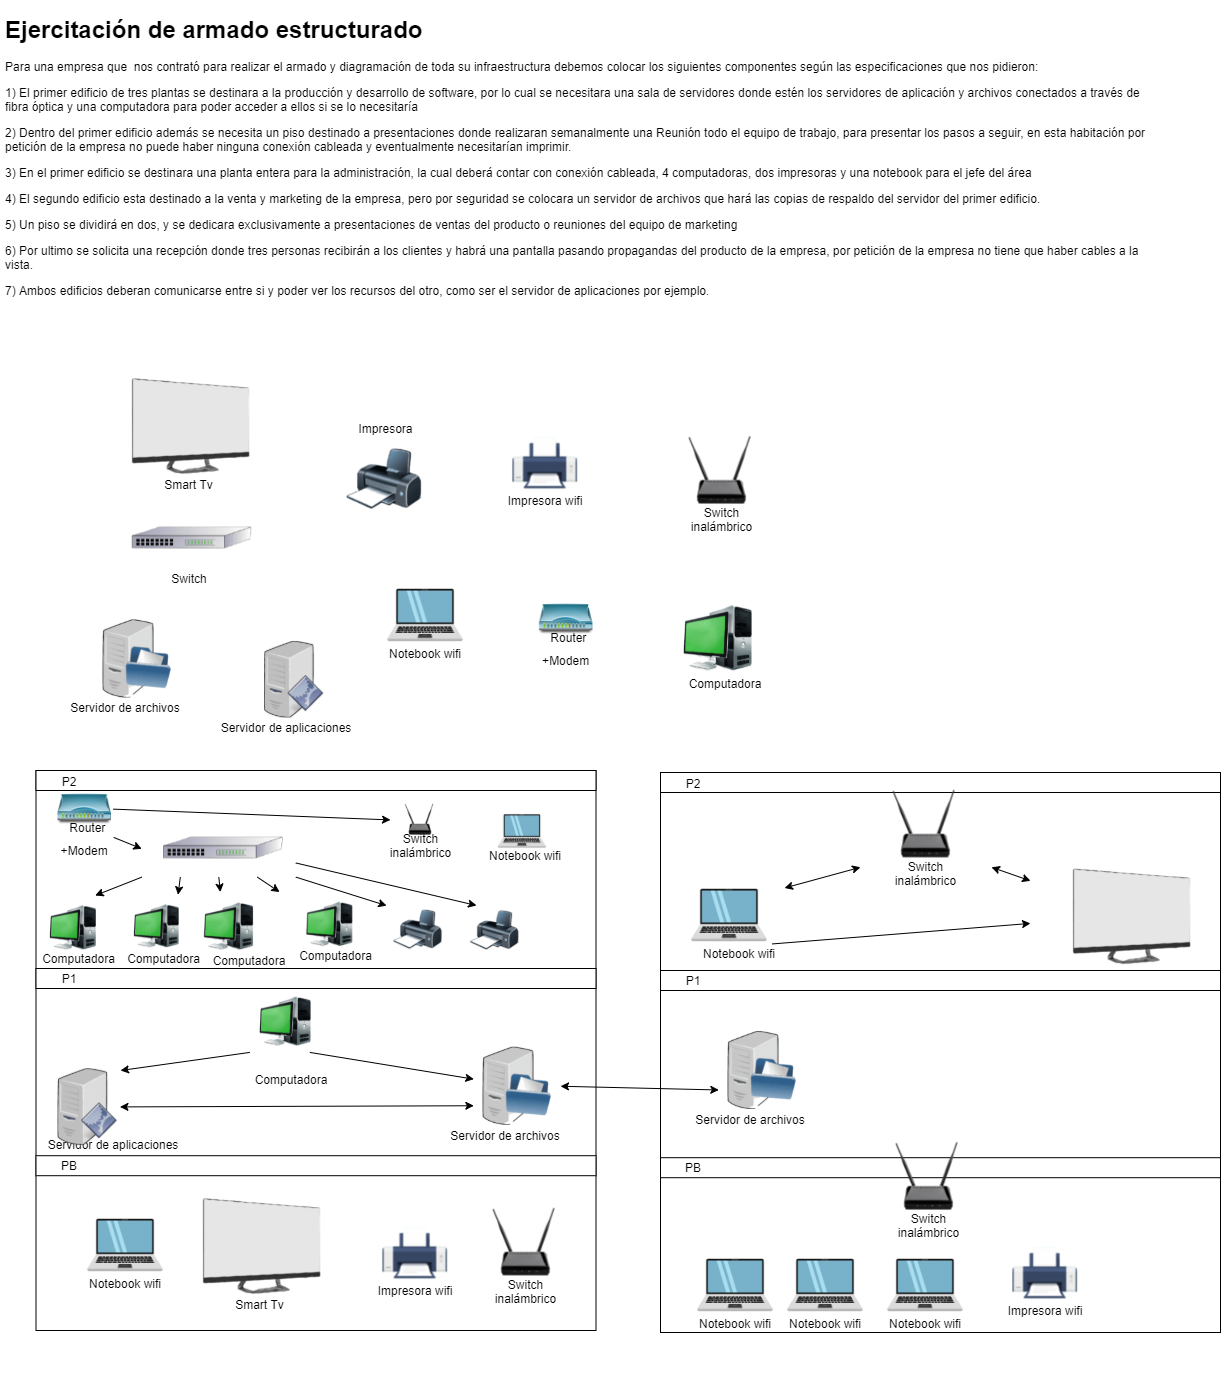 Ejercitación de armado estructurado
Para una empresa que  nos contrató para realizar el armado y diagramación de toda su infraestructura debemos colocar los siguientes componentes según las especificaciones que nos pidieron:
1) El primer edificio de tres plantas se destinara a la producción y desarrollo de software, por lo cual se necesitara una sala de servidores donde estén los servidores de aplicación y archivos conectados a través de
fibra óptica y una computadora para poder acceder a ellos si se lo necesitaría
2) Dentro del primer edificio además se necesita un piso destinado a presentaciones donde realizaran semanalmente una Reunión todo el equipo de trabajo, para presentar los pasos a seguir, en esta habitación por
petición de la empresa no puede haber ninguna conexión cableada y eventualmente necesitarían imprimir.
3) En el primer edificio se destinara una planta entera para la administración, la cual deberá contar con conexión cableada, 4 computadoras, dos impresoras y una notebook para el jefe del área
4) El segundo edificio esta destinado a la venta y marketing de la empresa, pero por seguridad se colocara un servidor de archivos que hará las copias de respaldo del servidor del primer edificio.
5) Un piso se dividirá en dos, y se dedicara exclusivamente a presentaciones de ventas del producto o reuniones del equipo de marketing
6) Por ultimo se solicita una recepción donde tres personas recibirán a los clientes y habrá una pantalla pasando propagandas del producto de la empresa, por petición de la empresa no tiene que haber cables a la
vista.
7) Ambos edificios deberan comunicarse entre si y poder ver los recursos del otro, como ser el servidor de aplicaciones por ejemplo.
Impresora
Smart Tv
Impresora wifi
Switch
inalámbrico
Switch
Notebook wifi
Router
+Modem
Computadora
Servidor de archivos
Servidor de aplicaciones
P2
Router
+Modem
Switch
inalámbrico
Notebook wifi
Computadora
Computadora
Computadora
Computadora
P1
Computadora
Servidor de aplicaciones
Servidor de archivos
PB
Notebook wifi
Smart Tv
Impresora wifi
Switch
inalámbrico
P2
Switch
inalámbrico
Notebook wifi
P1
Servidor de archivos
PB
Switch
inalámbrico
Notebook wifi
Notebook wifi
Notebook wifi
Impresora wifi